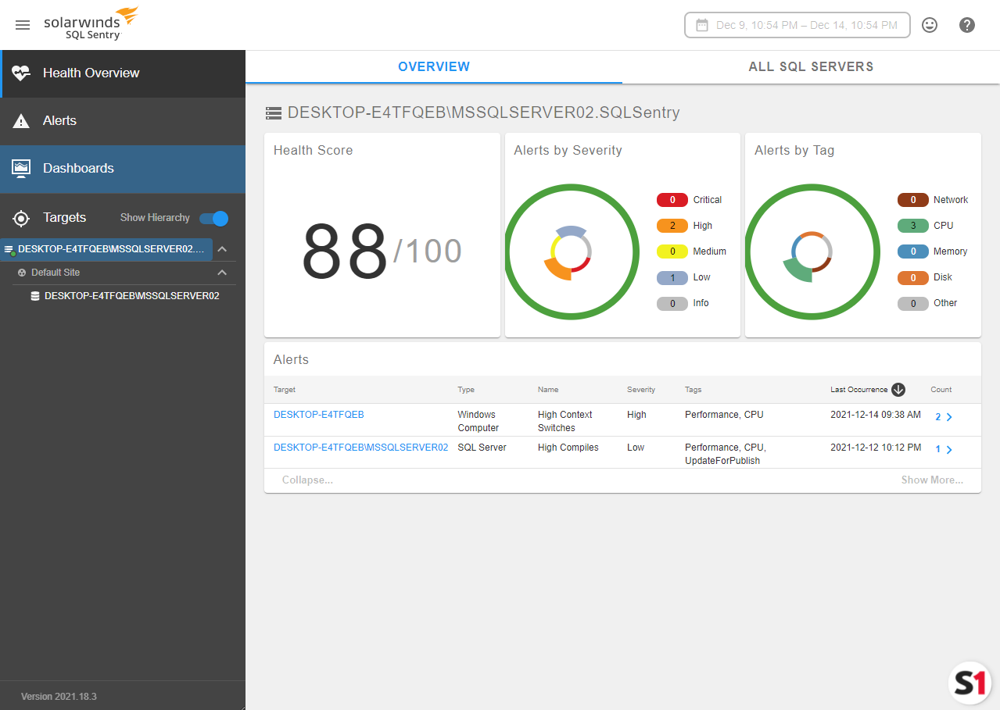 solarwinds
SQL Sentry
Dec 9, 10:54 PM – Dec 14, 10:54 PM
Health Overview
Alerts
Dashboards
Targets
Show Hierarchy
DESKTOP-E4TFQEB\MSSQLSERVER02....
Default Site
DESKTOP-E4TFQEB\MSSQLSERVER02
Version 2021.18.3
OVERVIEW
ALL SQL SERVERS
DESKTOP-E4TFQEB\MSSQLSERVER02.SQLSentry
Health Score
88/100
Alerts by Severity
0 Critical
2 High
0 Medium
1 Low
0 Info
Alerts by Tag
0 Network
3 CPU
0 Memory
0 Disk
0 Other
Alerts
Target Type Name Severity Tags Last Occurrence Count
DESKTOP-E4TFQEB Windows High Context High Performance, CPU 2021-12-14 09:38 AM 2
Computer Switches
DESKTOP-E4TFQEB\MSSQLSERVER02 SQL Server High Compiles Low Performance, CPU, 2021-12-12 10:12 PM 1
UpdateForPublish
Collapse... Show More...
S1